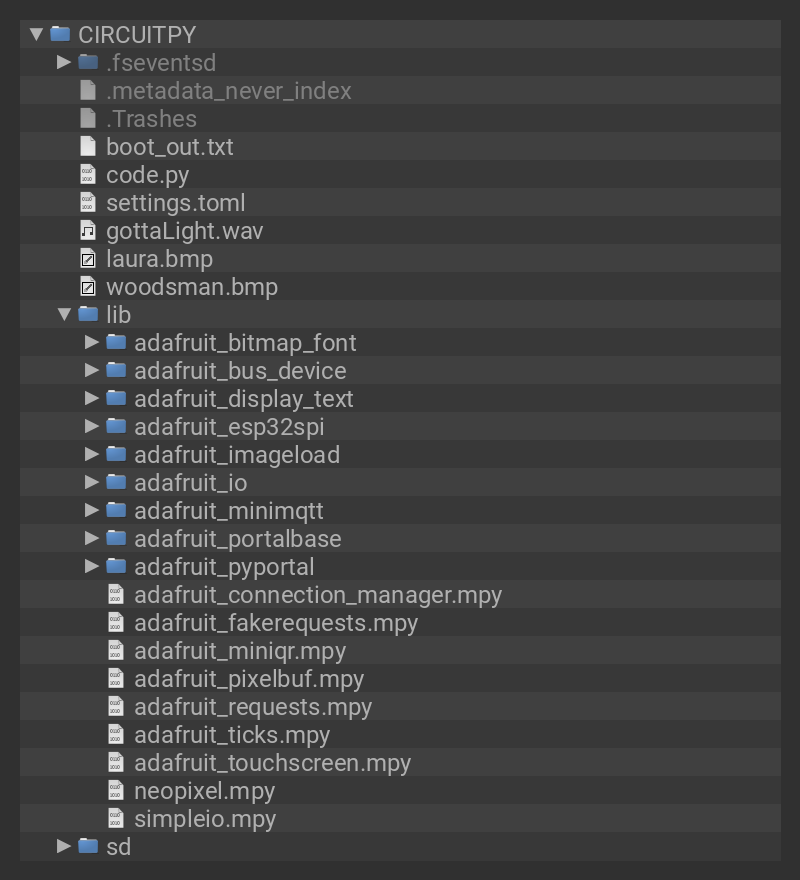 CIRCUITPY
.fseventsd
.metadata_never_index
.Trashes
boot_out.txt
code.py
settings.toml
gottaLight.wav
laura.bmp
woodsman.bmp
lib
adafruit_bitmap_font
adafruit_bus_device
adafruit_display_text
adafruit_esp32spi
adafruit_imageload
adafruit_io
adafruit_minimqtt
adafruit_portalbase
adafruit_pyportal
adafruit_connection_manager.mpy
adafruit_fakerequests.mpy
adafruit_miniqr.mpy
adafruit_pixelbuf.mpy
adafruit_requests.mpy
adafruit_ticks.mpy
adafruit_touchscreen.mpy
neopixel.mpy
simpleio.mpy
sd